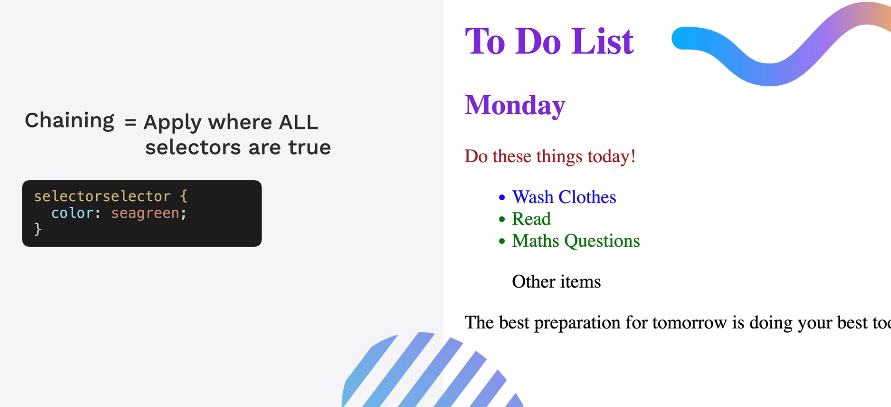 Chaining = Apply where ALL
selectors are true
selectorselector {
color: seagreen;
}
To Do List
Monday
Do these things today!
• Wash Clothes
• Read
• Maths Questions
Other items
The best preparation for tomorrow is doing your best